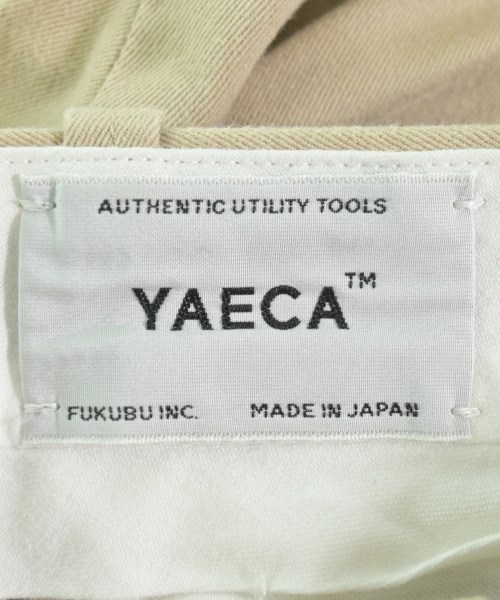 AUTHENTIC UTILITY TOOLS
YAECA™
FUKUBU INC. MADE IN JAPAN